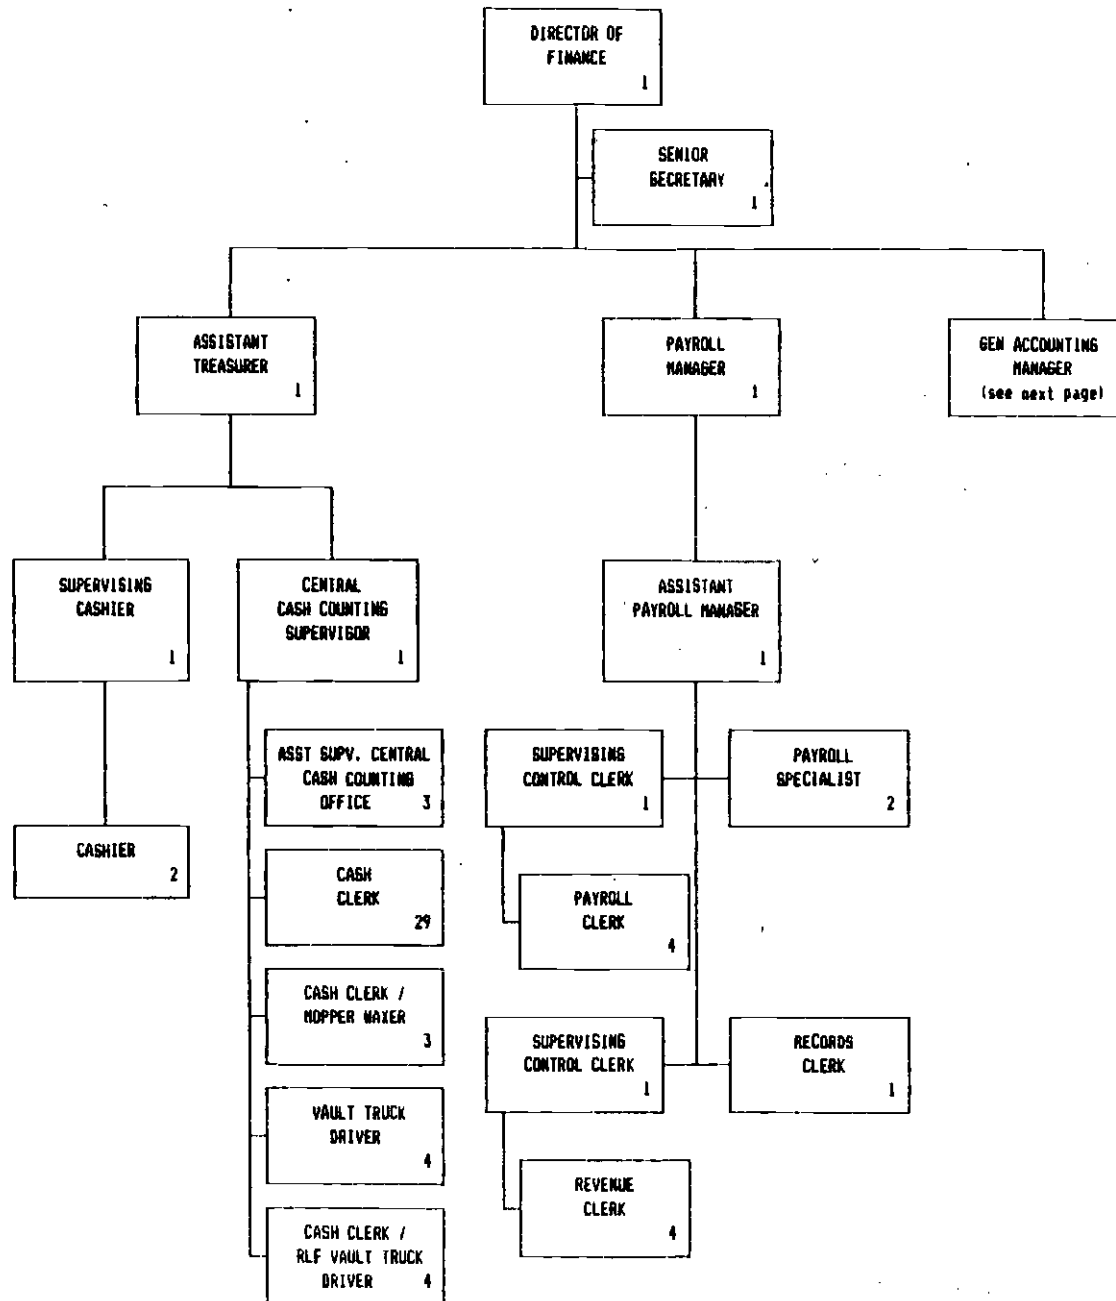 DIRECTOR OF
FINANCE
1
SENIOR
SECRETARY
1
ASSISTANT
TREASURER
1
PAYROLL
MANAGER
1
GEN ACCOUNTING
MANAGER
(see next page)
SUPERVISING
CASHIER
1
CENTRAL
CASH COUNTING
SUPERVISOR
1
ASSISTANT
PAYROLL MANAGER
1
ASST SUPV. CENTRAL
CASH COUNTING
OFFICE 3
SUPERVISING
CONTROL CLERK
1
PAYROLL
SPECIALIST
2
CASHIER
2
CASH
CLERK
29
PAYROLL
CLERK
4
CASH CLERK /
MOPPER WAXER
3
SUPERVISING
CONTROL CLERK
1
RECORDS
CLERK
1
VAULT TRUCK
DRIVER
4
REVENUE
CLERK
4
CASH CLERK /
RLF VAULT TRUCK
DRIVER 4